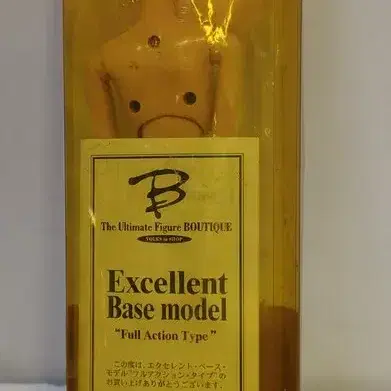 B
The Ultimate Figure BOUTIQUE
VOLKS in SHOP
Excellent
Base model
"Full Action Type"
この度は、エクセレント・ベース・
モデル"フルアクション・タイプ"の
お買い上げありがとうございます。